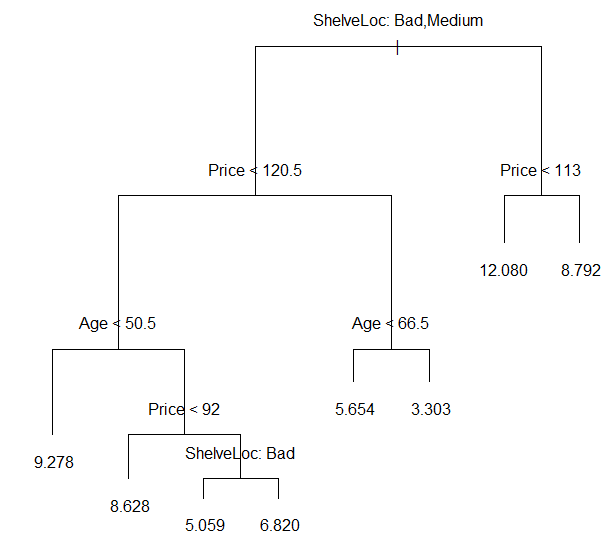 ShelveLoc: Bad,Medium
Price < 120.5
Price < 113
12.080
8.792
Age < 50.5
Age < 66.5
5.654
3.303
Price < 92
9.278
ShelveLoc: Bad
8.628
5.059
6.820